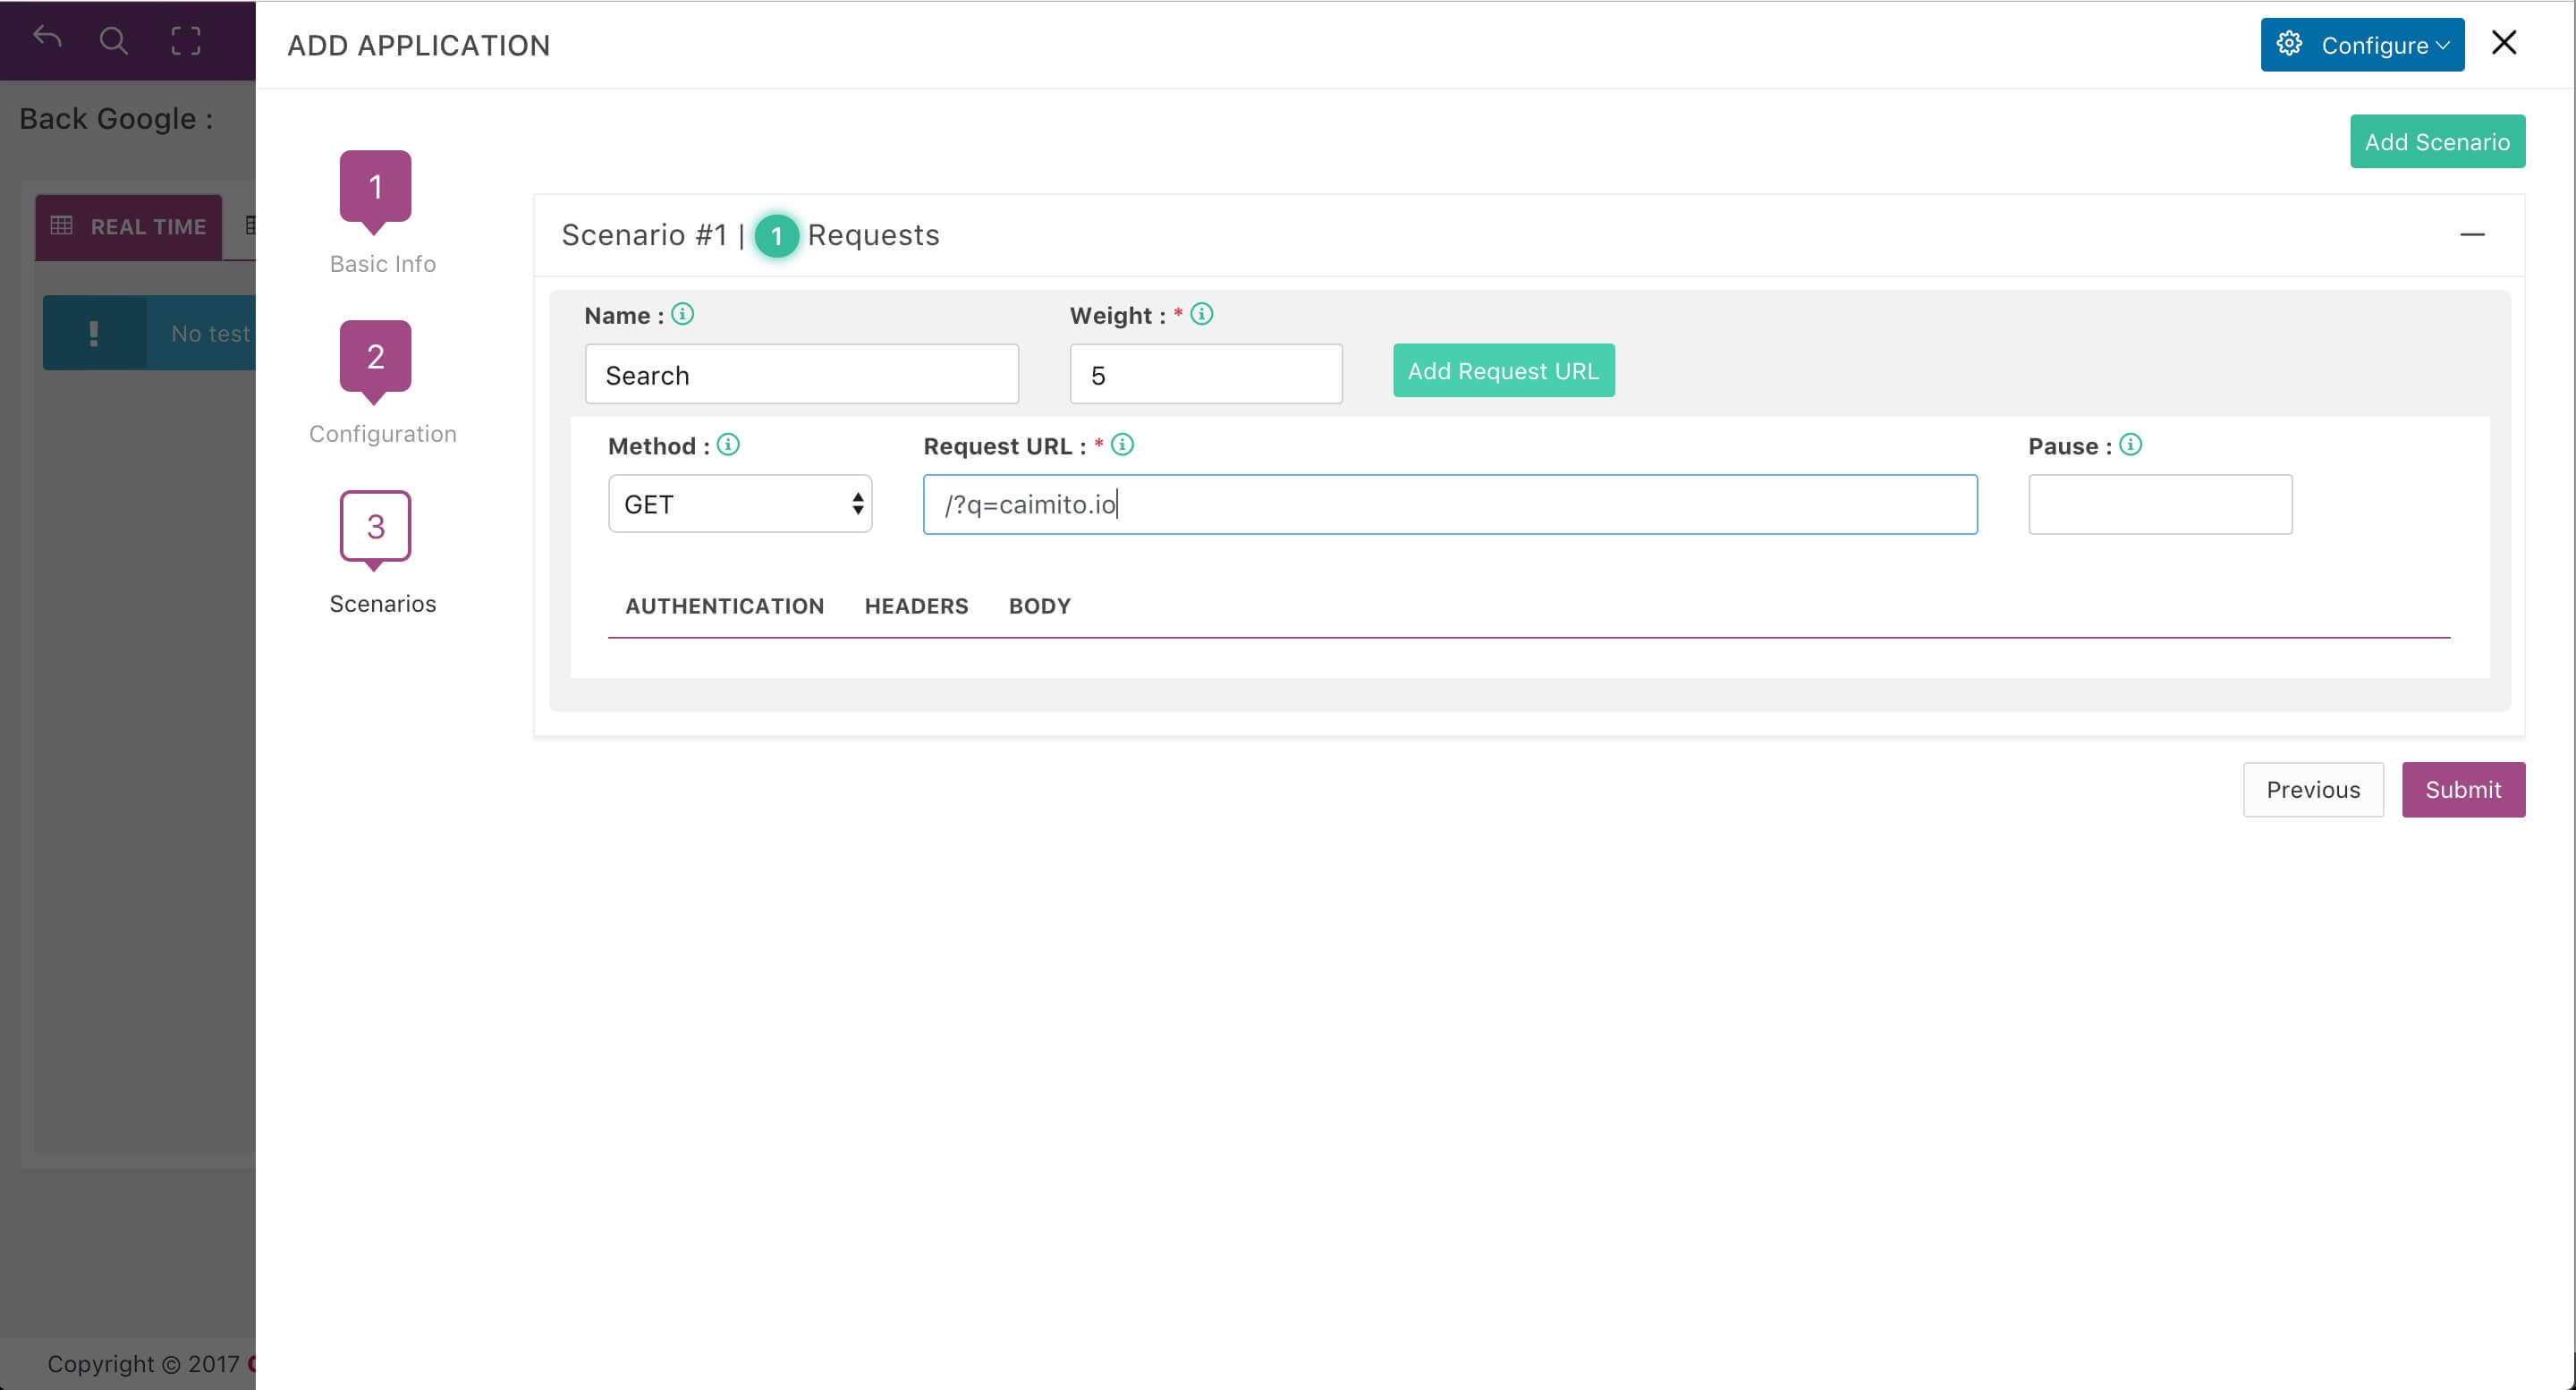 ADD APPLICATION
Configure
Back Google :
Add Scenario
1
Basic Info
REAL TIME
Scenario #1 | 1 Requests
Name :
Weight : *
No test
2
Search
5
Add Request URL
Configuration
Method :
Request URL : *
Pause :
GET
/?q=caimito.io
3
Scenarios
AUTHENTICATION
HEADERS
BODY
Previous
Submit
Copyright © 2017